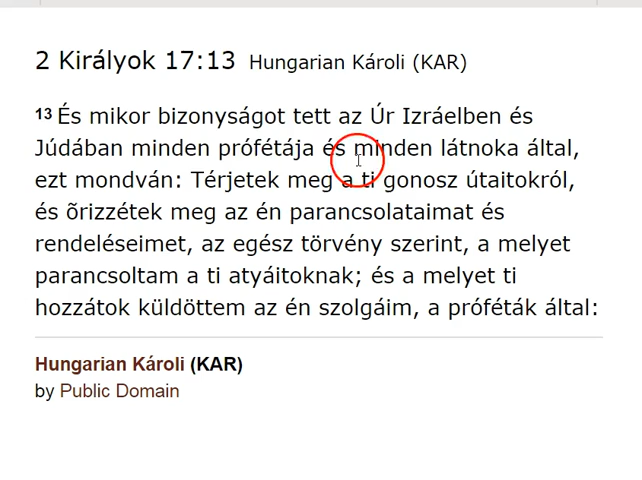 2 Királyok 17:13 Hungarian Károli (KAR)
13 És mikor bizonyságot tett az Úr Izráelben és
Júdában minden prófétája és minden látnoka által,
ezt mondván: Térjetek meg a ti gonosz útaitokról,
és õrizzétek meg az én parancsolataimat és
rendeléseimet, az egész törvény szerint, a melyet
parancsoltam a ti atyáitoknak; és a melyet ti
hozzátok küldöttem az én szolgáim, a próféták által:
Hungarian Károli (KAR)
by Public Domain